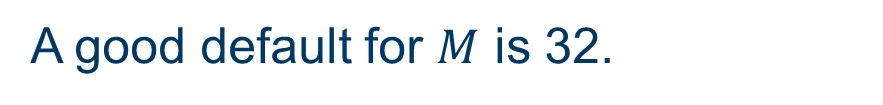 A good default for M is 32.